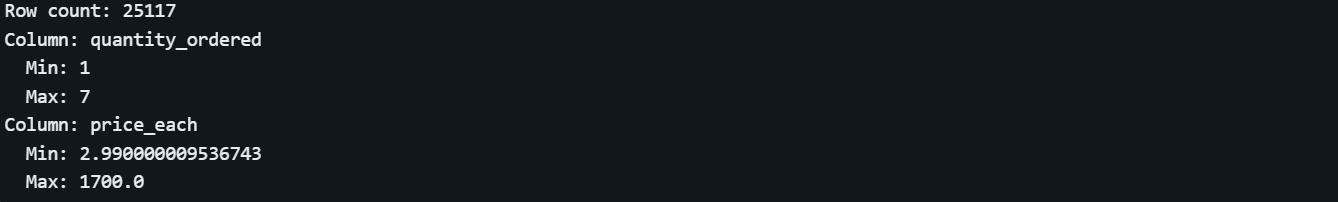 Row count: 25117
Column: quantity_ordered
Min: 1
Max: 7
Column: price_each
Min: 2.990000009536743
Max: 1700.0